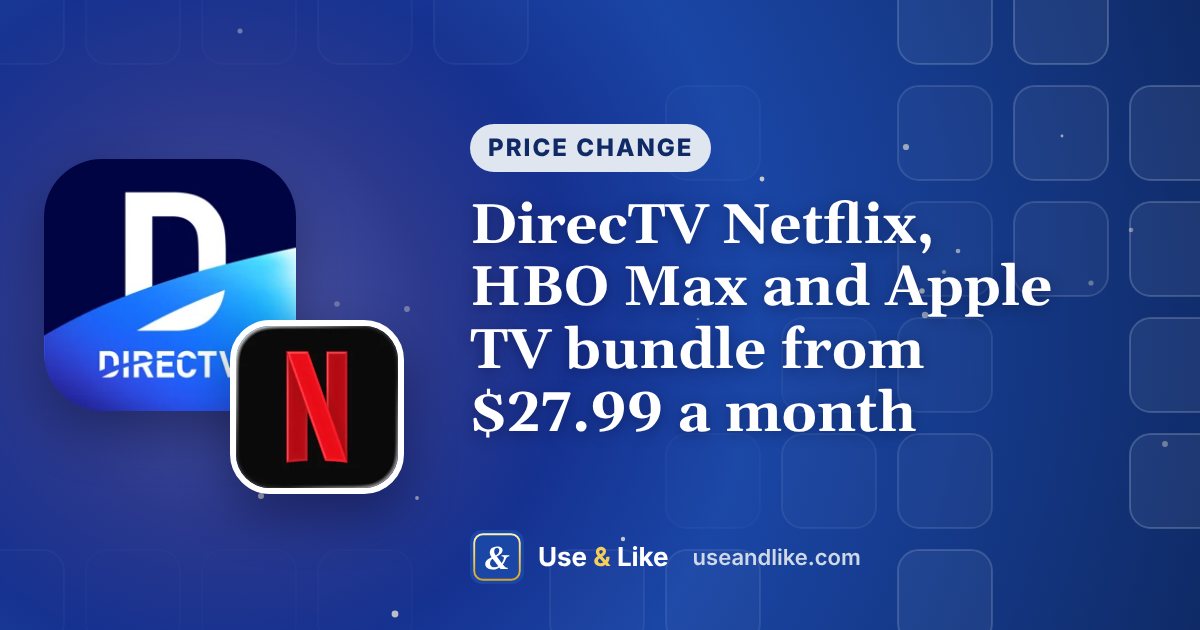 PRICE CHANGE
DirecTV Netflix,
HBO Max and Apple
TV bundle from
$27.99 a month
D
DIRECTV
N
& Use & Like useandlike.com